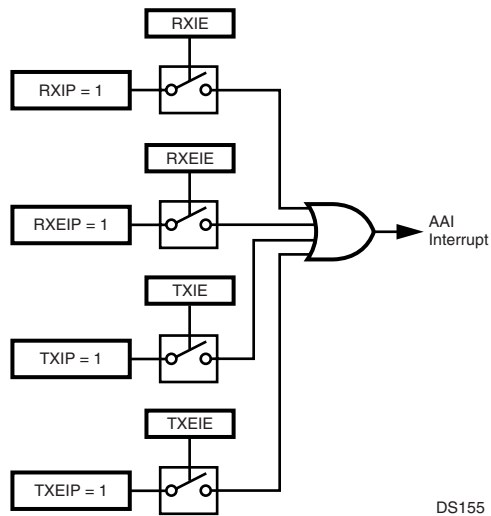 RXIE
RXIP = 1
RXEIE
RXEIP = 1
AAI
Interrupt
TXIE
TXIP = 1
TXEIE
TXEIP = 1
DS155